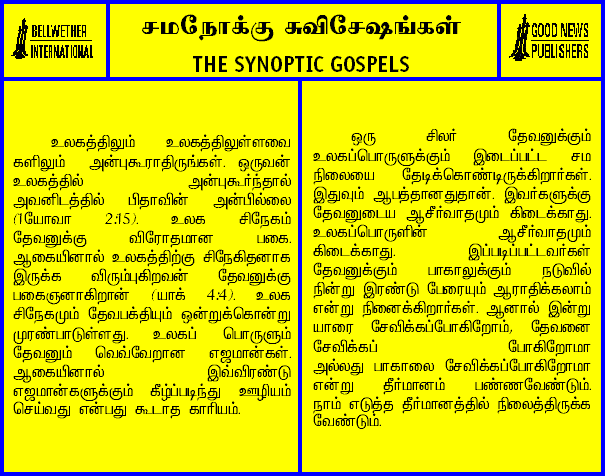 BELLWETHER
INTERNATIONAL
சமநோக்கு சுவிசேஷங்கள்
THE SYNOPTIC GOSPELS
GOOD NEWS
PUBLISHERS
உலகத்திலும் உலகத்திலுள்ளவை
களிலும் அன்புகூராதிருங்கள். ஒருவன்
உலகத்தில் அன்புகூர்ந்தால்
அவனிடத்தில் பிதாவின் அன்பில்லை
(1யோவா 2:15). உலக சிநேகம்
தேவனுக்கு விரோதமான பகை.
ஆகையினால் உலகத்திற்கு சிநேகிதனாக
இருக்க விரும்புகிறவன் தேவனுக்கு
பகைஞனாகிறான் (யாக் 4:4). உலக
சிநேகமும் தேவபக்தியும் ஒன்றுக்கொன்று
முரண்பாடுள்ளது. உலகப் பொருளும்
தேவனும் வெவ்வேறான எஜமான்கள்.
ஆகையினால் இவ்விரண்டு
எஜமான்களுக்கும் கீழ்ப்படிந்து ஊழியம்
செய்வது என்பது கூடாத காரியம்.
ஒரு சிலர் தேவனுக்கும்
உலகப்பொருளுக்கும் இடைப்பட்ட சம
நிலையை தேடிக்கொண்டிருக்கிறார்கள்.
இதுவும் ஆபத்தானதுதான். இவர்களுக்கு
தேவனுடைய ஆசீர்வாதமும் கிடைக்காது.
உலகப்பொருளின் ஆசீர்வாதமும்
கிடைக்காது. இப்படிப்பட்டவர்கள்
தேவனுக்கும் பாகாலுக்கும் நடுவில்
நின்று இரண்டு பேரையும் ஆராதிக்கலாம்
என்று நினைக்கிறார்கள். ஆனால் இன்று
யாரை சேவிக்கப்போகிறோம், தேவனை
சேவிக்கப் போகிறோமா
அல்லது பாகாலை சேவிக்கப்போகிறோமா
என்று தீர்மானம் பண்ணவேண்டும்.
நாம் எடுத்த தீர்மானத்தில் நிலைத்திருக்க
வேண்டும்.